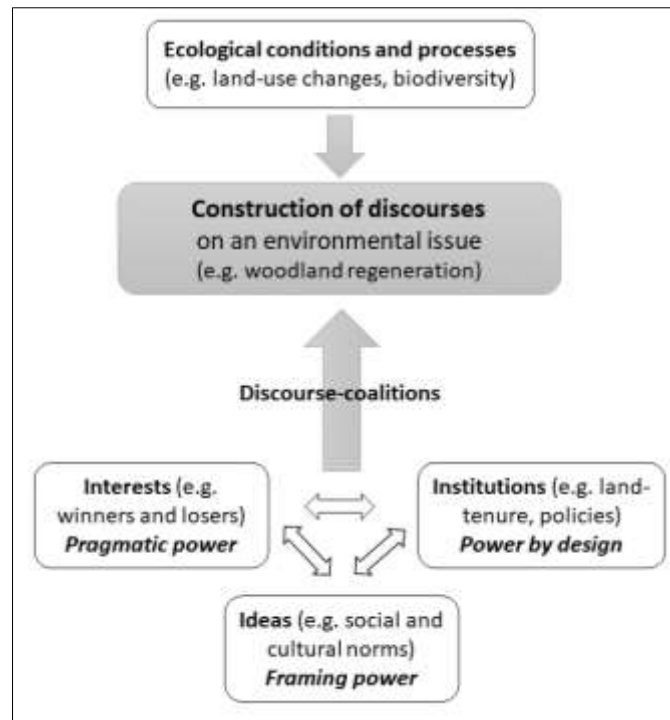 Ecological conditions and processes
(e.g. land-use changes, biodiversity)
Construction of discourses
on an environmental issue
(e.g. woodland regeneration)
Discourse-coalitions
Interests (e.g.
winners and losers)
Pragmatic power
Institutions (e.g. land-
tenure, policies)
Power by design
Ideas (e.g. social and
cultural norms)
Framing power